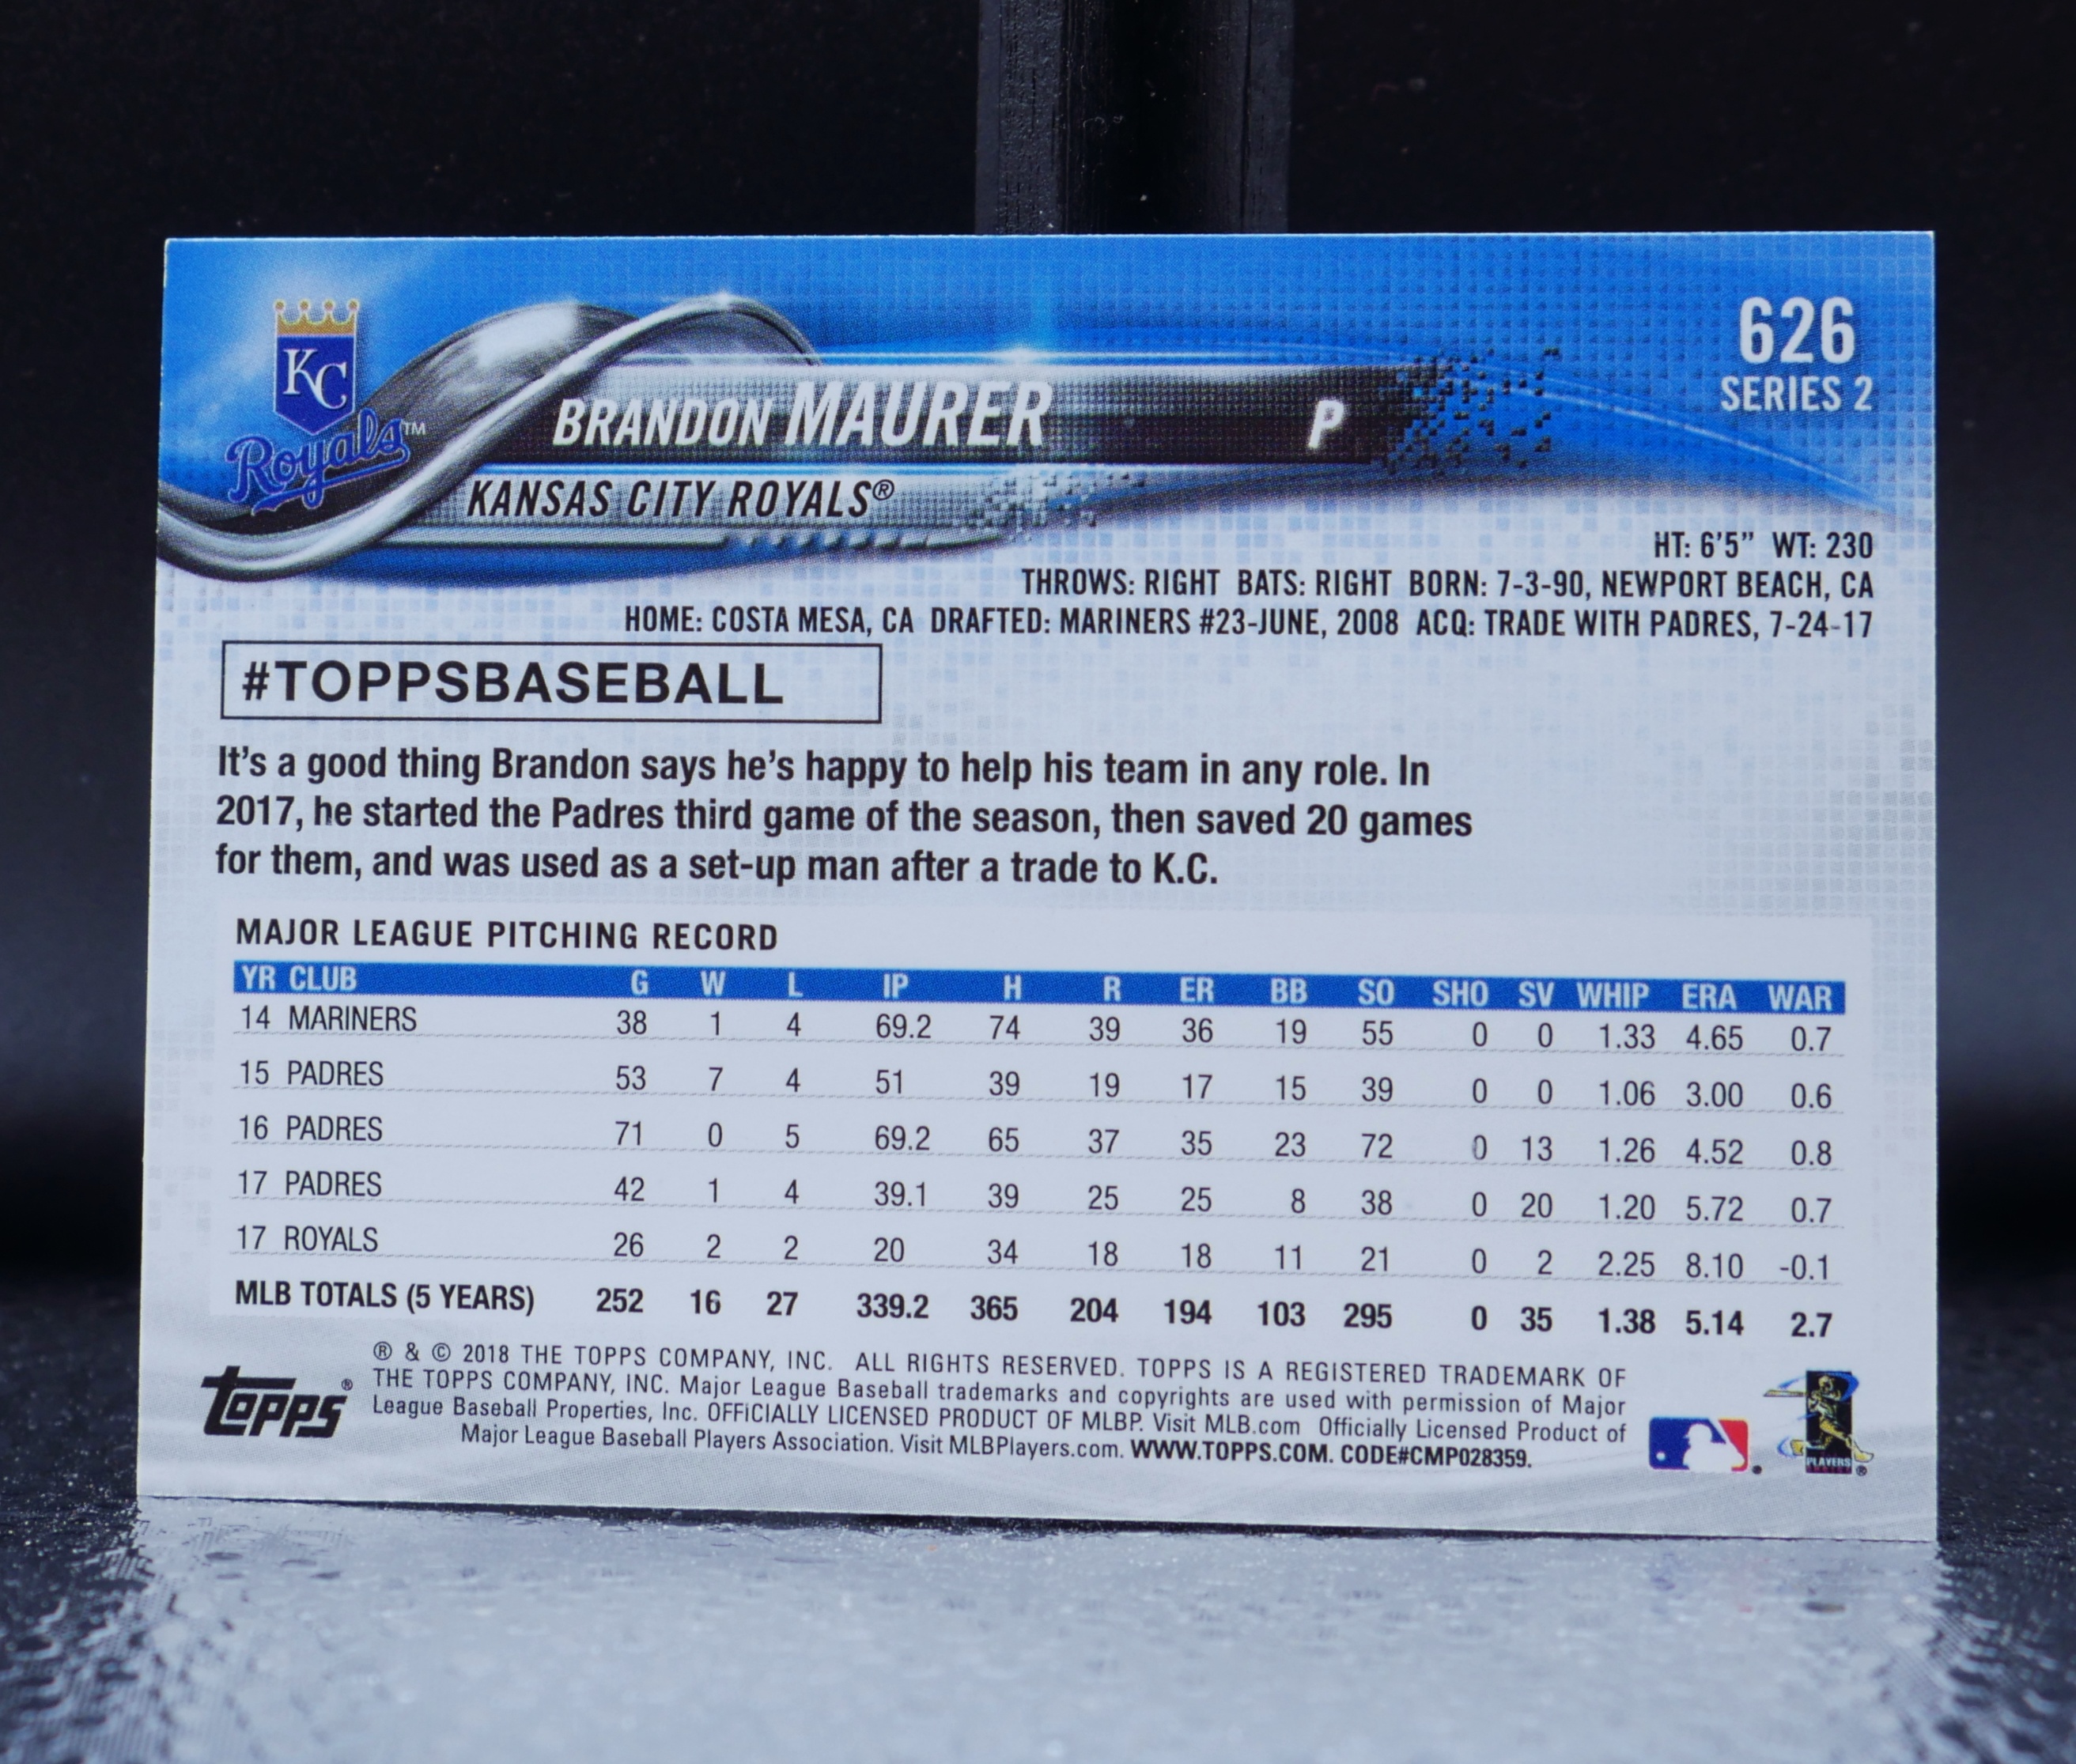 626
SERIES 2
KC
Royals™
BRANDON MAURER P
KANSAS CITY ROYALS®
HT: 6'5" WT: 230
THROWS: RIGHT BATS: RIGHT BORN: 7-3-90, NEWPORT BEACH, CA
HOME: COSTA MESA, CA DRAFTED: MARINERS #23-JUNE, 2008 ACQ: TRADE WITH PADRES, 7-24-17
#TOPPSBASEBALL
It's a good thing Brandon says he's happy to help his team in any role. In
2017, he started the Padres third game of the season, then saved 20 games
for them, and was used as a set-up man after a trade to K.C.
MAJOR LEAGUE PITCHING RECORD
YR CLUB G W L IP H R ER BB SO SHO SV WHIP ERA WAR
14 MARINERS 38 1 4 69.2 74 39 36 19 55 0 0 1.33 4.65 0.7
15 PADRES 53 7 4 51 39 19 17 15 39 0 0 1.06 3.00 0.6
16 PADRES 71 0 5 69.2 65 37 35 23 72 0 13 1.26 4.52 0.8
17 PADRES 42 1 4 39.1 39 25 25 8 38 0 20 1.20 5.72 0.7
17 ROYALS 26 2 2 20 34 18 18 11 21 0 2 2.25 8.10 -0.1
MLB TOTALS (5 YEARS) 252 16 27 339.2 365 204 194 103 295 0 35 1.38 5.14 2.7
® & © 2018 THE TOPPS COMPANY, INC. ALL RIGHTS RESERVED. TOPPS IS A REGISTERED TRADEMARK OF
THE TOPPS COMPANY, INC. Major League Baseball trademarks and copyrights are used with permission of Major
League Baseball Properties, Inc. OFFICIALLY LICENSED PRODUCT OF MLBP. Visit MLB.com Officially Licensed Product of
Major League Baseball Players Association. Visit MLBPlayers.com. WWW.TOPPS.COM. CODE#CMP028359.
topps®
PLAYERS